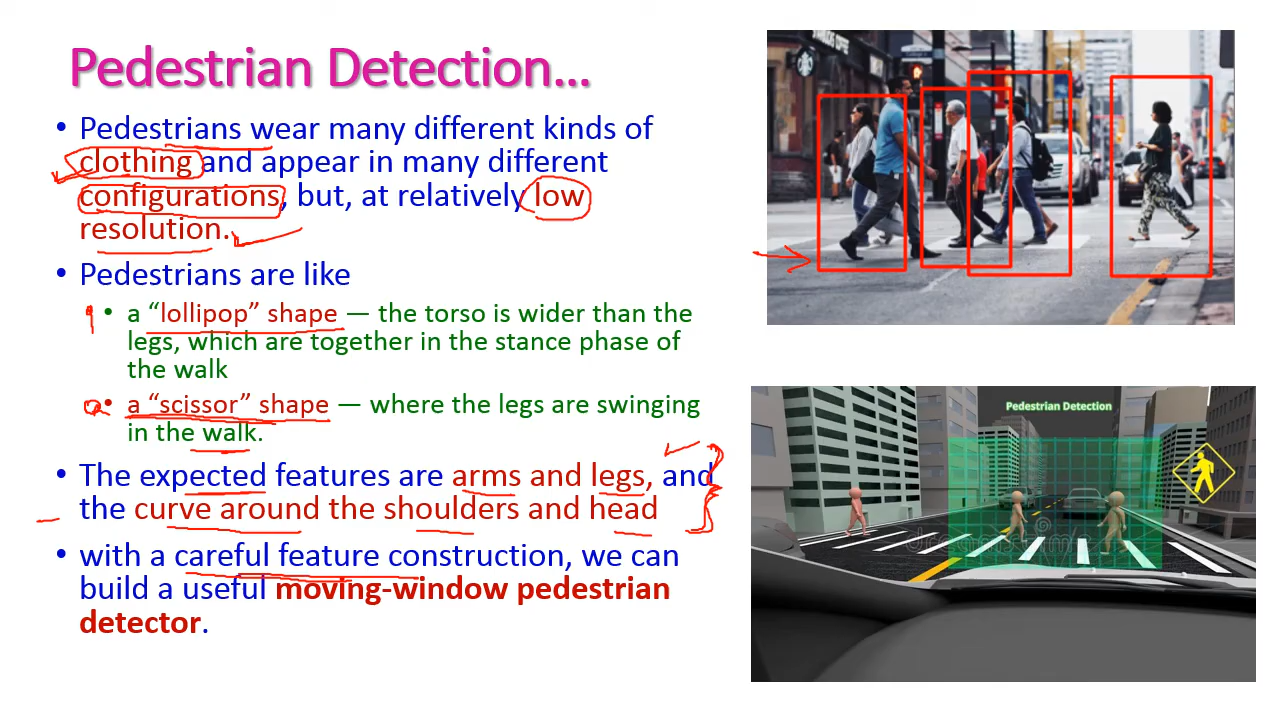 Pedestrian Detection...
• Pedestrians wear many different kinds of
clothing and appear in many different
configurations, but, at relatively low
resolution.
• Pedestrians are like
• a “lollipop” shape — the torso is wider than the
legs, which are together in the stance phase of
the walk
• a “scissor” shape — where the legs are swinging
in the walk.
• The expected features are arms and legs, and
the curve around the shoulders and head
• with a careful feature construction, we can
build a useful moving-window pedestrian
detector.
Pedestrian Detection